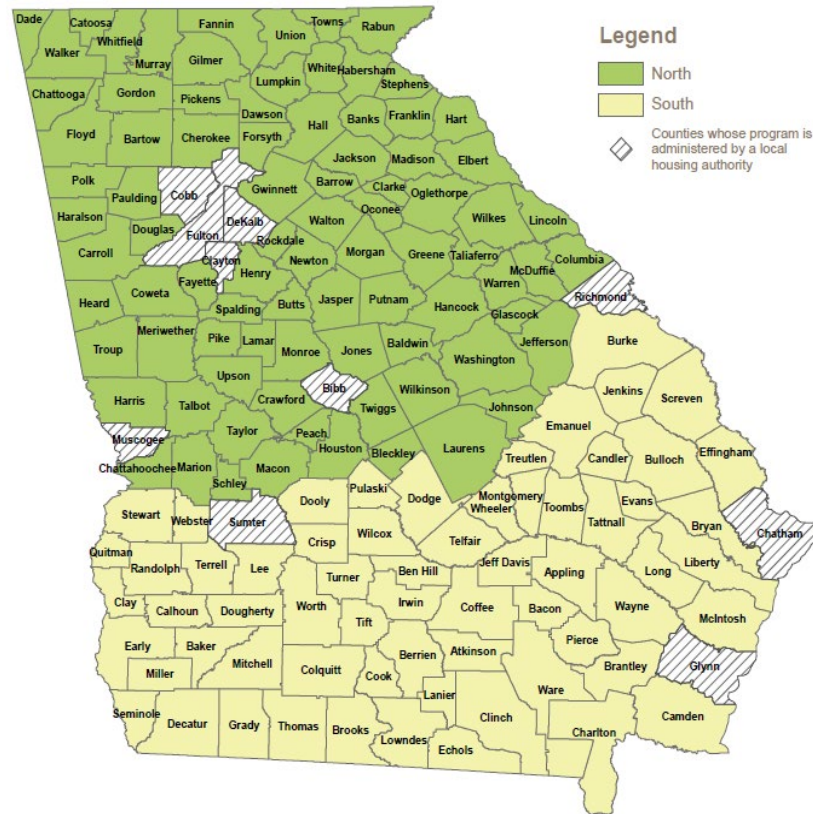 Legend
North
South
Counties whose program is
administered by a local
housing authority
Dade
Catoosa
Fannin
Towns
Rabun
Union
Whitfield
Walker
Murray
Gilmer
White
Habersham
Lumpkin
Stephens
Chattooga
Gordon
Pickens
Dawson
Banks
Franklin
Hart
Hall
Floyd
Bartow
Cherokee
Forsyth
Jackson
Madison
Elbert
Polk
Cobb
Gwinnett
Barrow
Clarke
Oglethorpe
Paulding
Oconee
Wilkes
Lincoln
Haralson
Douglas
DeKalb
Walton
Fulton
Rockdale
Carroll
Clayton
Newton
Morgan
Greene
Taliaferro
Columbia
McDuffie
Henry
Warren
Fayette
Richmond
Heard
Coweta
Jasper
Putnam
Hancock
Spalding
Butts
Glascock
Meriwether
Pike
Lamar
Jefferson
Burke
Troup
Monroe
Jones
Baldwin
Washington
Upson
Bibb
Wilkinson
Jenkins
Screven
Harris
Talbot
Crawford
Twiggs
Johnson
Emanuel
Muscogee
Taylor
Peach
Houston
Laurens
Effingham
Chattahoochee
Marion
Macon
Bleckley
Treutlen
Candler
Bulloch
Schley
Pulaski
Dodge
Montgomery
Evans
Stewart
Webster
Sumter
Dooly
Wheeler
Toombs
Tattnall
Bryan
Chatham
Crisp
Wilcox
Telfair
Quitman
Randolph
Terrell
Lee
Ben Hill
Jeff Davis
Appling
Long
Liberty
Turner
Clay
Calhoun
Dougherty
Worth
Irwin
Coffee
Bacon
Wayne
McIntosh
Tift
Early
Baker
Mitchell
Berrien
Atkinson
Pierce
Brantley
Glynn
Miller
Colquitt
Cook
Lanier
Ware
Seminole
Decatur
Grady
Thomas
Brooks
Lowndes
Echols
Clinch
Charlton
Camden